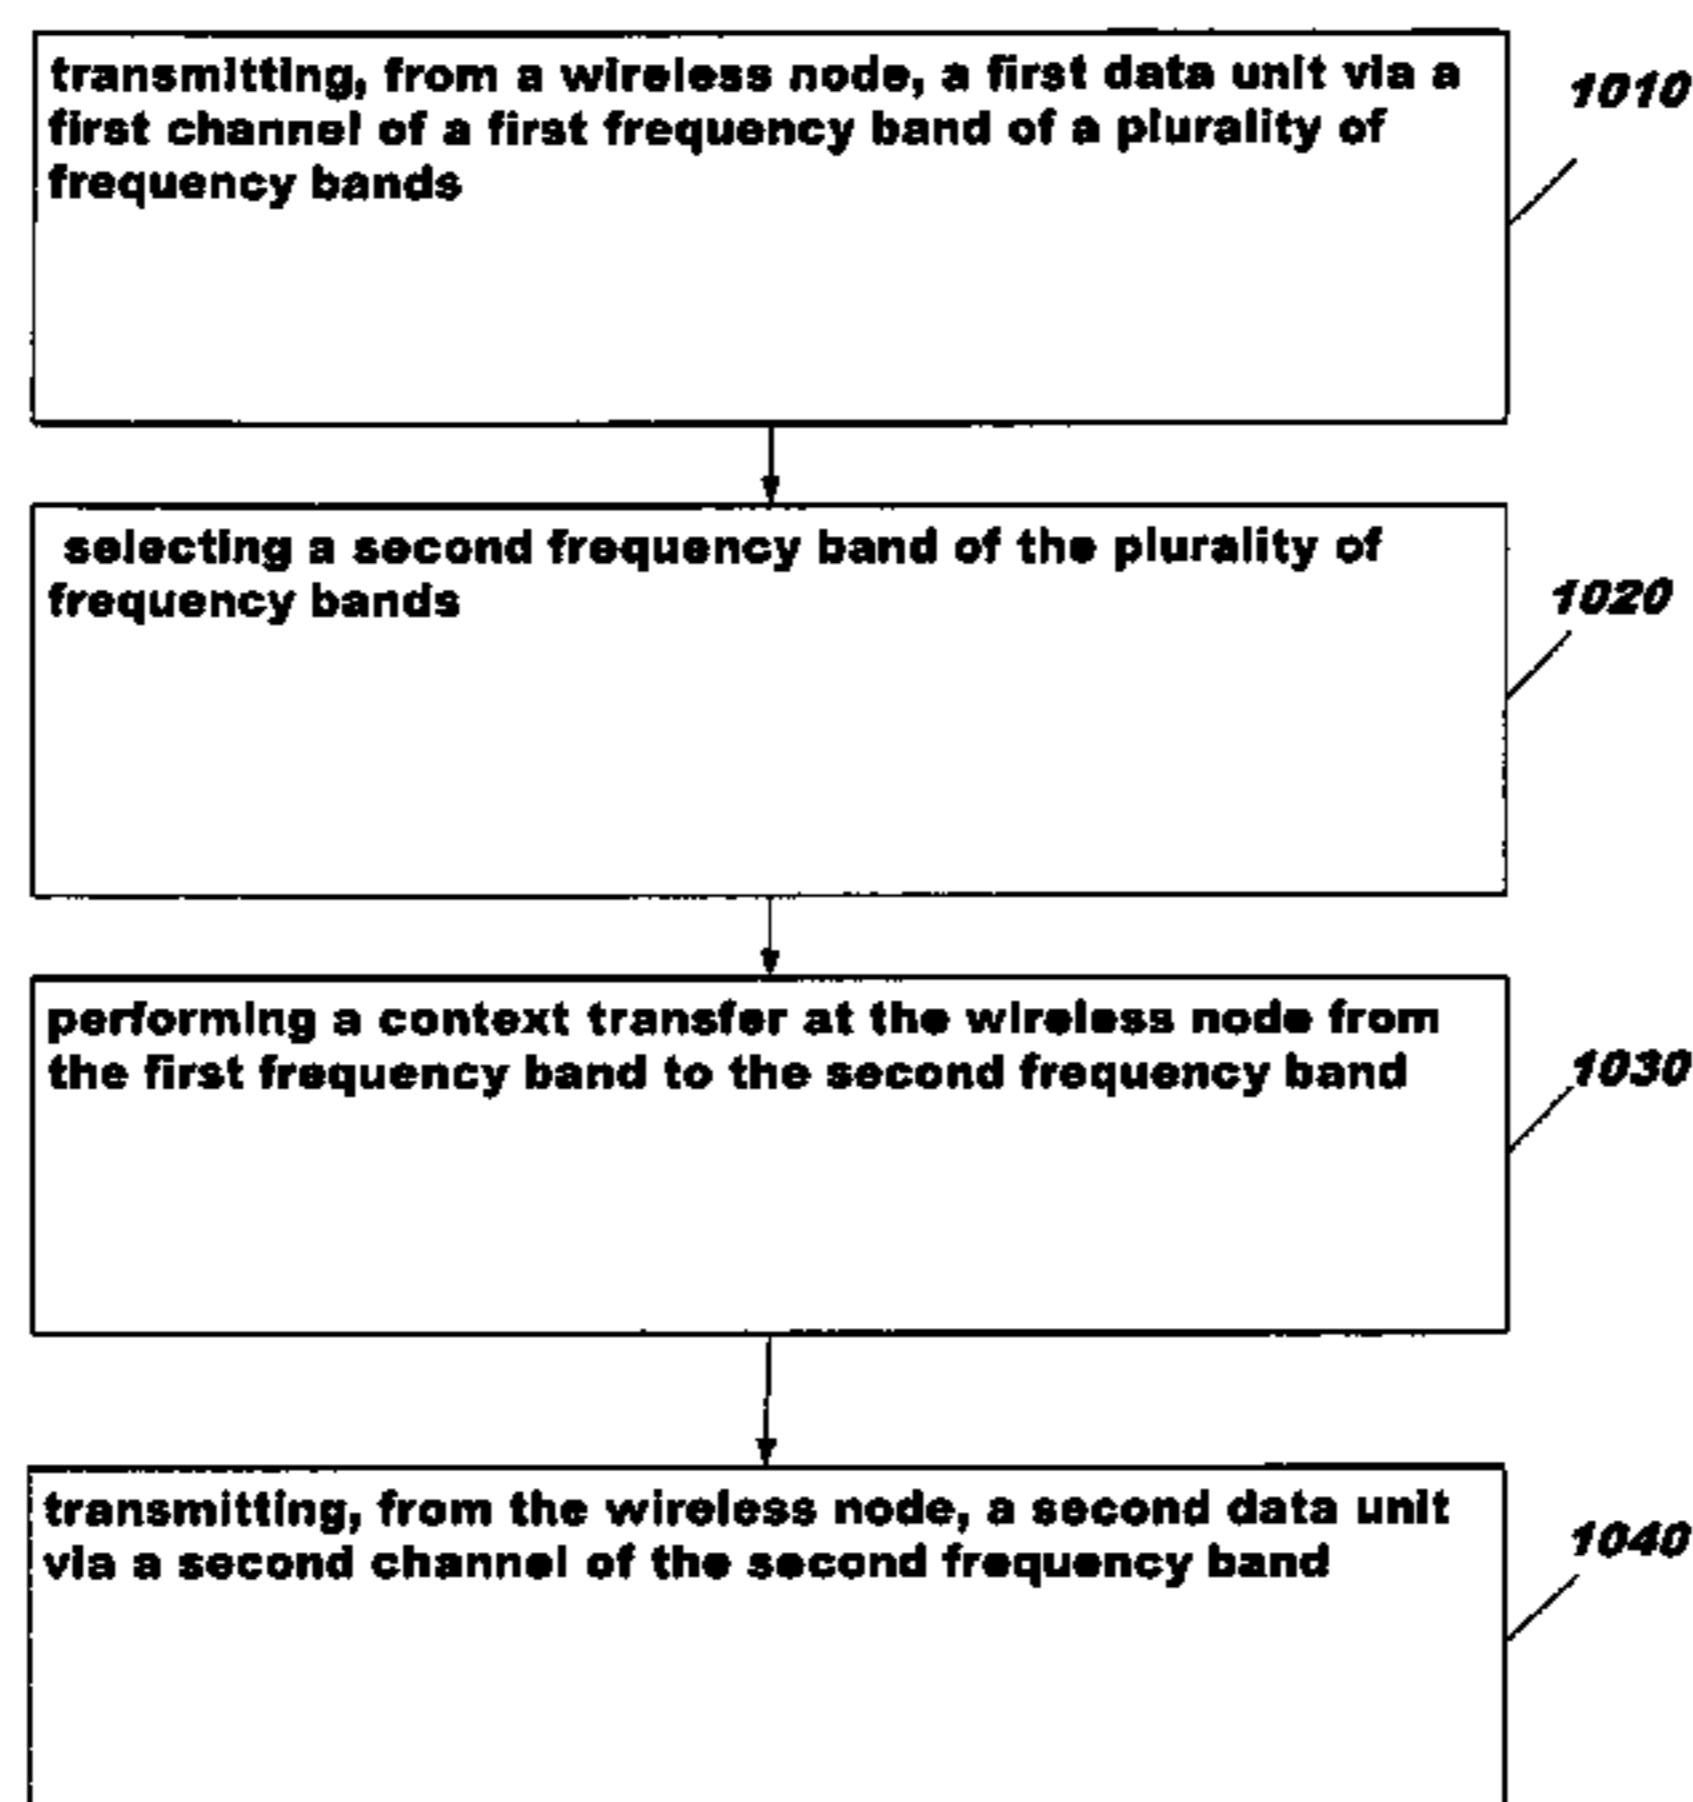 transmitting, from a wireless node, a first data unit via a
1010
first channel of a first frequency band of a plurality of
frequency bands
selecting a second frequency band of the plurality of
frequency bands
1020
performing a context transfer at the wireless node from
the first frequency band to the second frequency band
1030
transmitting, from the wireless node, a second data unit
via a second channel of the second frequency band
1040